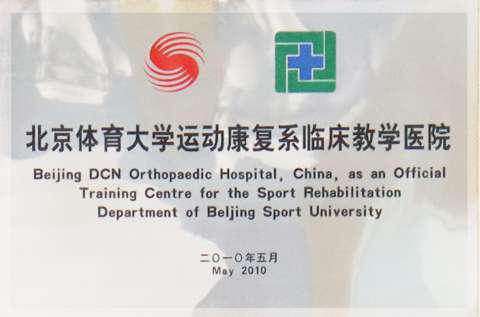 北京体育大学运动康复系临床教学医院
Beijing DCN Orthopaedic Hospital, China, as an Official
Training Centre for the Sport Rehabilitation
Department of Beljing Sport University
二〇一〇年五月
May 2010